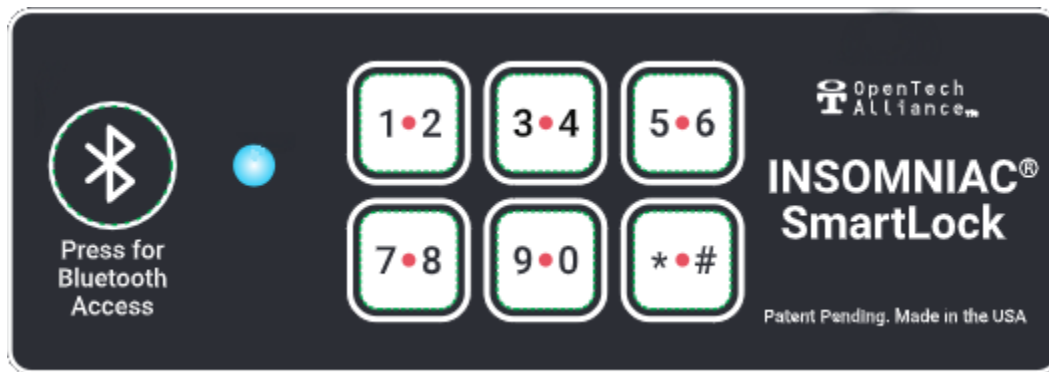 Press for
Bluetooth
Access
1•2 3•4 5•6
7•8 9•0 *•#
OpenTech
Alliance™
INSOMNIAC®
SmartLock
Patent Pending. Made in the USA